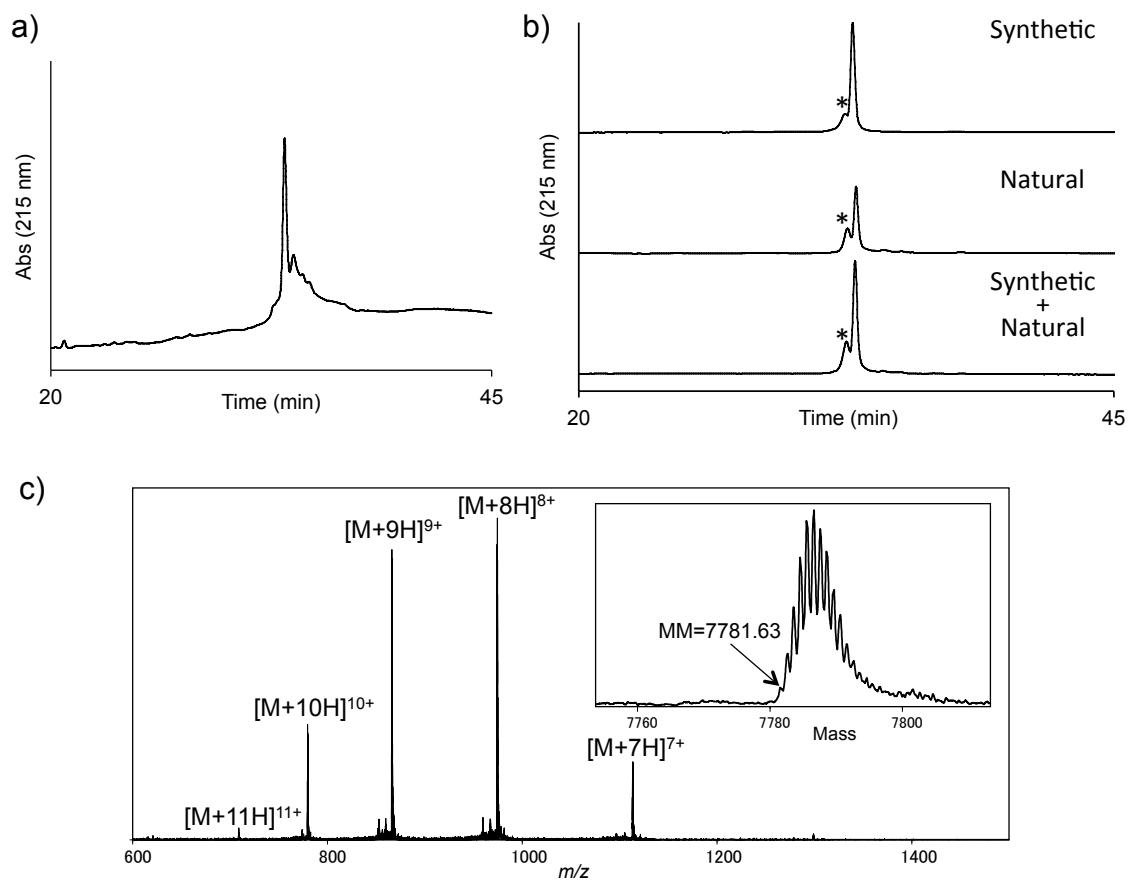 a)
Abs (215 nm)
20
45
Time (min)
b)
Synthetic
*
Natural
*
Synthetic
+
Natural
*
Abs (215 nm)
20
45
Time (min)
c)
[M+8H]8+
[M+9H]9+
[M+10H]10+
[M+11H]11+
[M+7H]7+
MM=7781.63
7760
7780
7800
Mass
600
800
1000
1200
1400
m/z